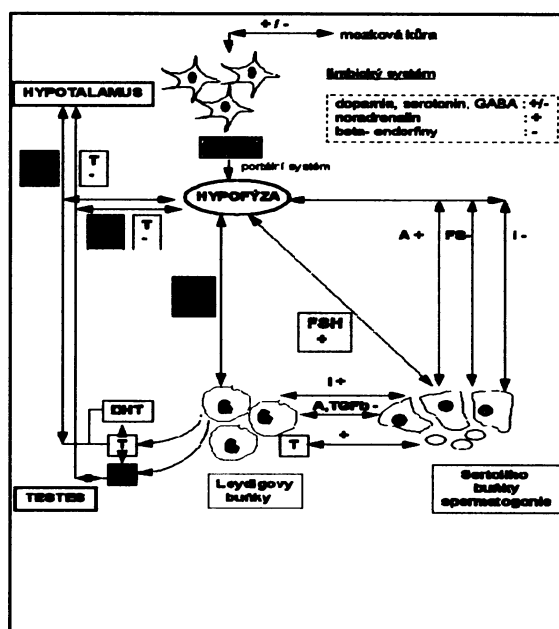 + / -
mozková kůra
limbický systém
HYPOTALAMUS
dopamin, serotonin, GABA : +/-
noradrenalin : +
beta- endorfiny : -
portální systém
T
-
HYPOFÝZA
T
-
A +
FS-
I -
FSH
+
I +
A,TGFb -
DHT
T
T
+
TESTES
Leydigovy
buňky
Sertoliho
buňky
spermatogonie